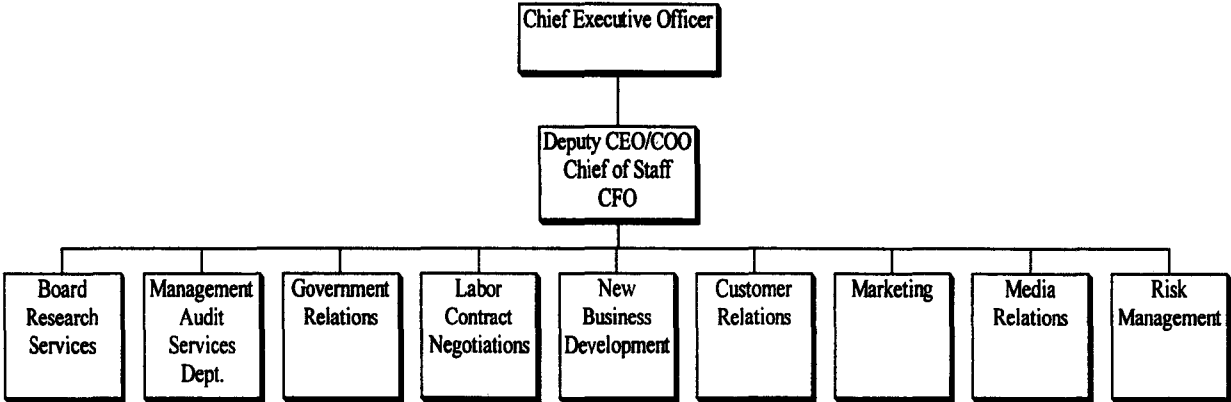 Chief Executive Officer
Deputy CEO/COO
Chief of Staff
CFO
Board
Research
Services
Management
Audit
Services
Dept.
Government
Relations
Labor
Contract
Negotiations
New
Business
Development
Customer
Relations
Marketing
Media
Relations
Risk
Management